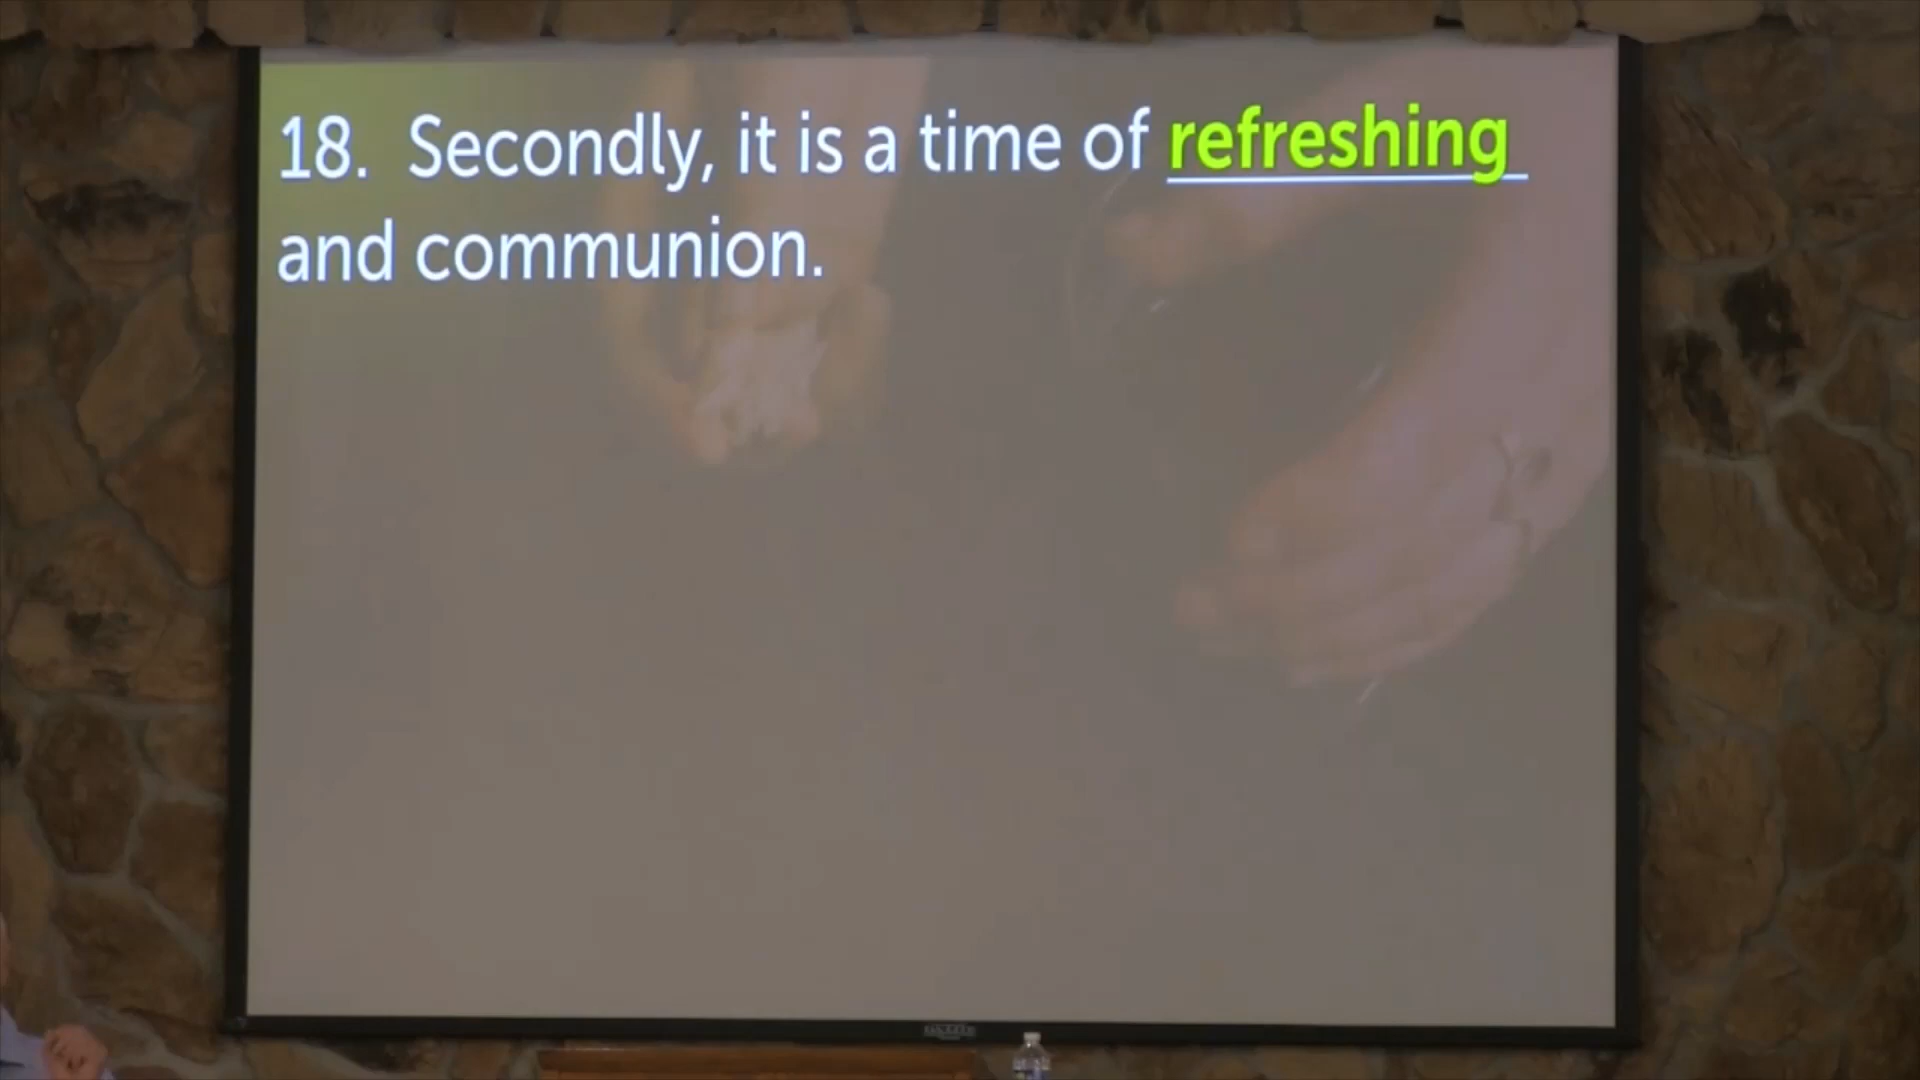 18. Secondly, it is a time of refreshing
and communion.